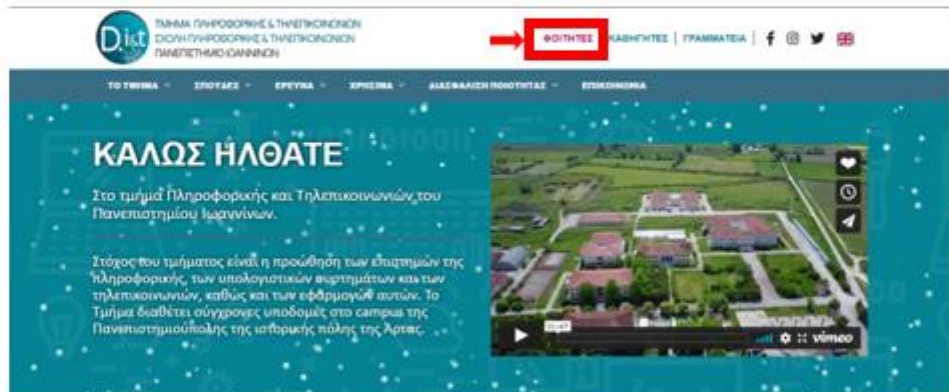 D.i&t
ΤΜΗΜΑ ΠΛΗΡΟΦΟΡΙΚΗΣ & ΤΗΛΕΠΙΚΟΙΝΩΝΙΩΝ
ΣΧΟΛΗ ΠΛΗΡΟΦΟΡΙΚΗΣ & ΤΗΛΕΠΙΚΟΙΝΩΝΙΩΝ
ΠΑΝΕΠΙΣΤΗΜΙΟ ΙΩΑΝΝΙΝΩΝ
ΦΟΙΤΗΤΕΣ ΚΑΘΗΓΗΤΕΣ | ΓΡΑΜΜΑΤΕΙΑ |
ΤΟ ΤΜΗΜΑ ΣΠΟΥΔΕΣ ΕΡΕΥΝΑ ΧΡΗΣΙΜΑ ΔΙΑΣΦΑΛΙΣΗ ΠΟΙΟΤΗΤΑΣ ΕΠΙΚΟΙΝΩΝΙΑ
ΚΑΛΩΣ ΗΛΘΑΤΕ
Στο τμήμα Πληροφορικής και Τηλεπικοινωνιών του
Πανεπιστημίου Ιωαννίνων.
Στόχος του τμήματος είναι η προώθηση των επιστημών της
πληροφορικής, των υπολογιστικών συστημάτων και των
τηλεπικοινωνιών, καθώς και των εφαρμογών αυτών. Το
Τμήμα διαθέτει σύγχρονες υποδομές στο campus της
Πανεπιστημιούπολης της ιστορικής πόλης της Άρτας.
vimeo